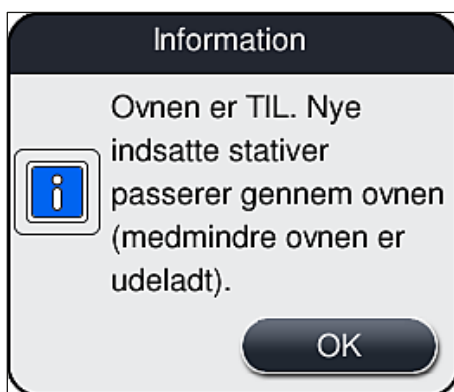 Information
Ovnen er TIL. Nye
indsatte stativer
passerer gennem ovnen
(medmindre ovnen er
udeladt).
OK